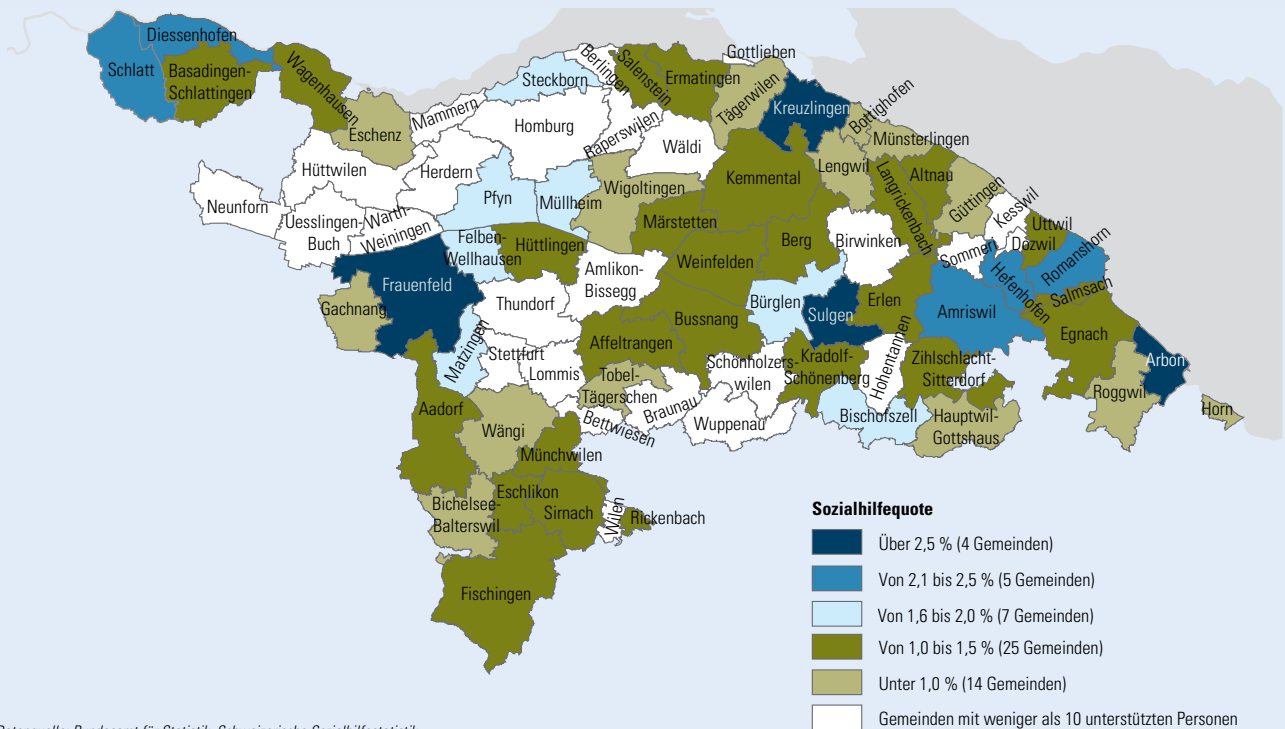 Diessenhofen
Schlatt
Basadingen-
Schlattingen
Wagenhausen
Eschenz
Mammern
Steckborn
Berlingen
Salenstein
Ermatingen
Gottlieben
Tägerwilen
Kreuzlingen
Bottighofen
Münsterlingen
Homburg
Raperswilen
Wäldi
Hüttwilen
Herdern
Lengwil
Langrickenbach
Altnau
Güttingen
Kesswil
Kemmental
Wigoltingen
Pfyn
Müllheim
Neunforn
Uesslingen-
Buch
Warth-
Weiningen
Märstetten
Uttwil
Dozwil
Romanshorn
Sommeri
Hefenhofen
Salmsach
Felben-
Wellhausen
Hüttlingen
Berg
Birwinken
Weinfelden
Amlikon-
Bissegg
Frauenfeld
Gachnang
Thundorf
Bürglen
Sulgen
Erlen
Amriswil
Egnach
Bussnang
Affeltrangen
Matzingen
Stettfurt
Lommis
Schönholzers-
wilen
Kradolf-
Schönenberg
Hohentannen
Zihlschlacht-
Sitterdorf
Arbon
Roggwil
Horn
Tobel-
Tägerschen
Braunau
Bettwiesen
Wuppenau
Bischofszell
Hauptwil-
Gottshaus
Aadorf
Wängi
Münchwilen
Eschlikon
Sirnach
Wilen
Rickenbach
Bichelsee-
Balterswil
Fischingen
Sozialhilfequote
Über 2,5 % (4 Gemeinden)
Von 2,1 bis 2,5 % (5 Gemeinden)
Von 1,6 bis 2,0 % (7 Gemeinden)
Von 1,0 bis 1,5 % (25 Gemeinden)
Unter 1,0 % (14 Gemeinden)
Gemeinden mit weniger als 10 unterstützten Personen